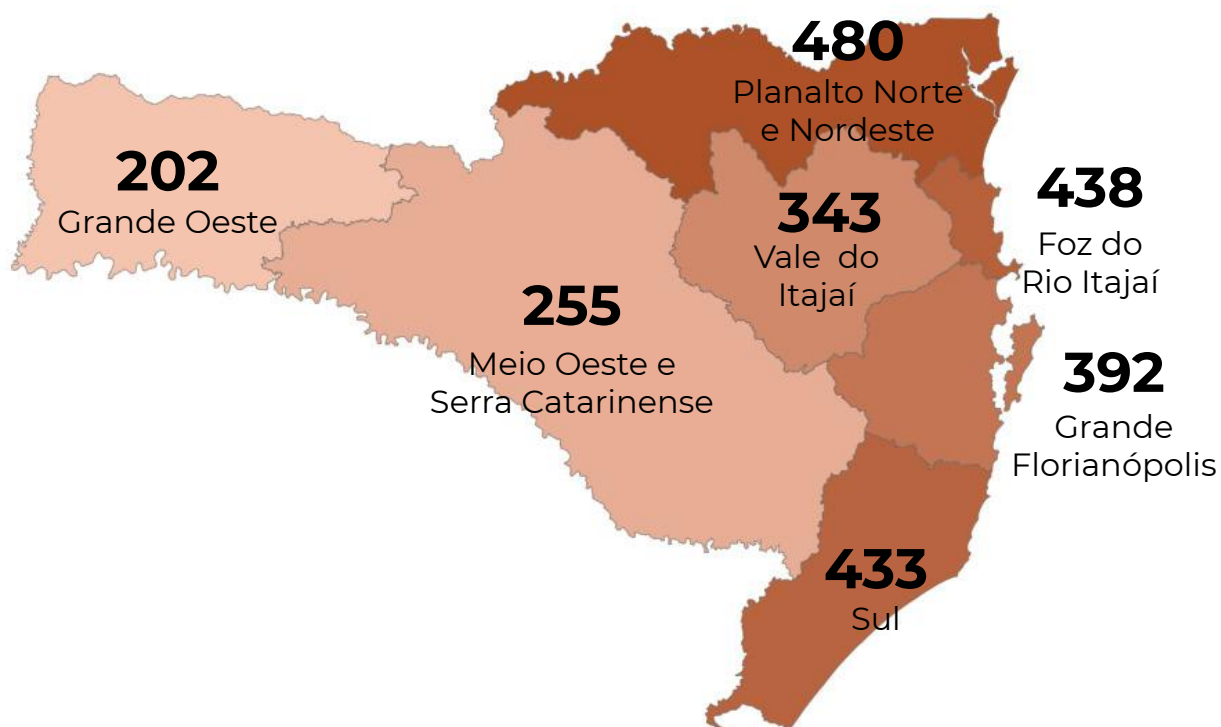 480
Planalto Norte
e Nordeste
202
Grande Oeste
343
Vale do
Itajaí
438
Foz do
Rio Itajaí
255
Meio Oeste e
Serra Catarinense
392
Grande
Florianópolis
433
Sul